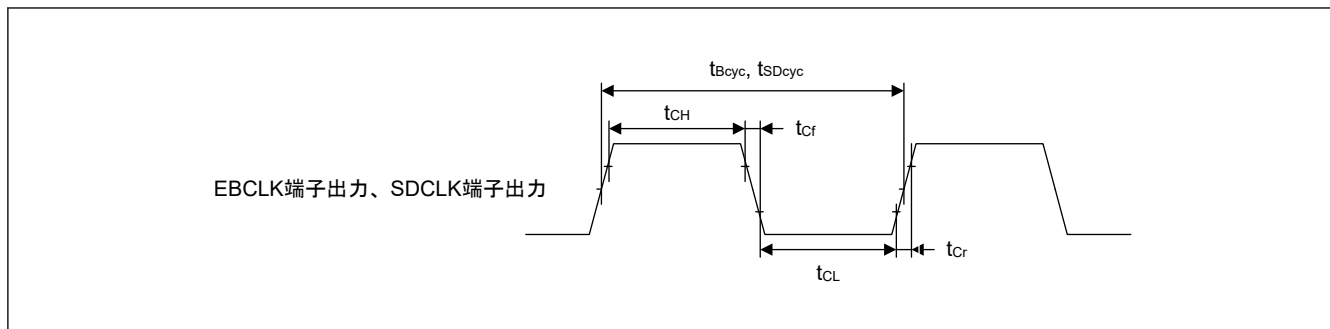 tBcyc, tSDcyc
tCH
tCf
EBCLK端子出力、SDCLK端子出力
tCr
tCL